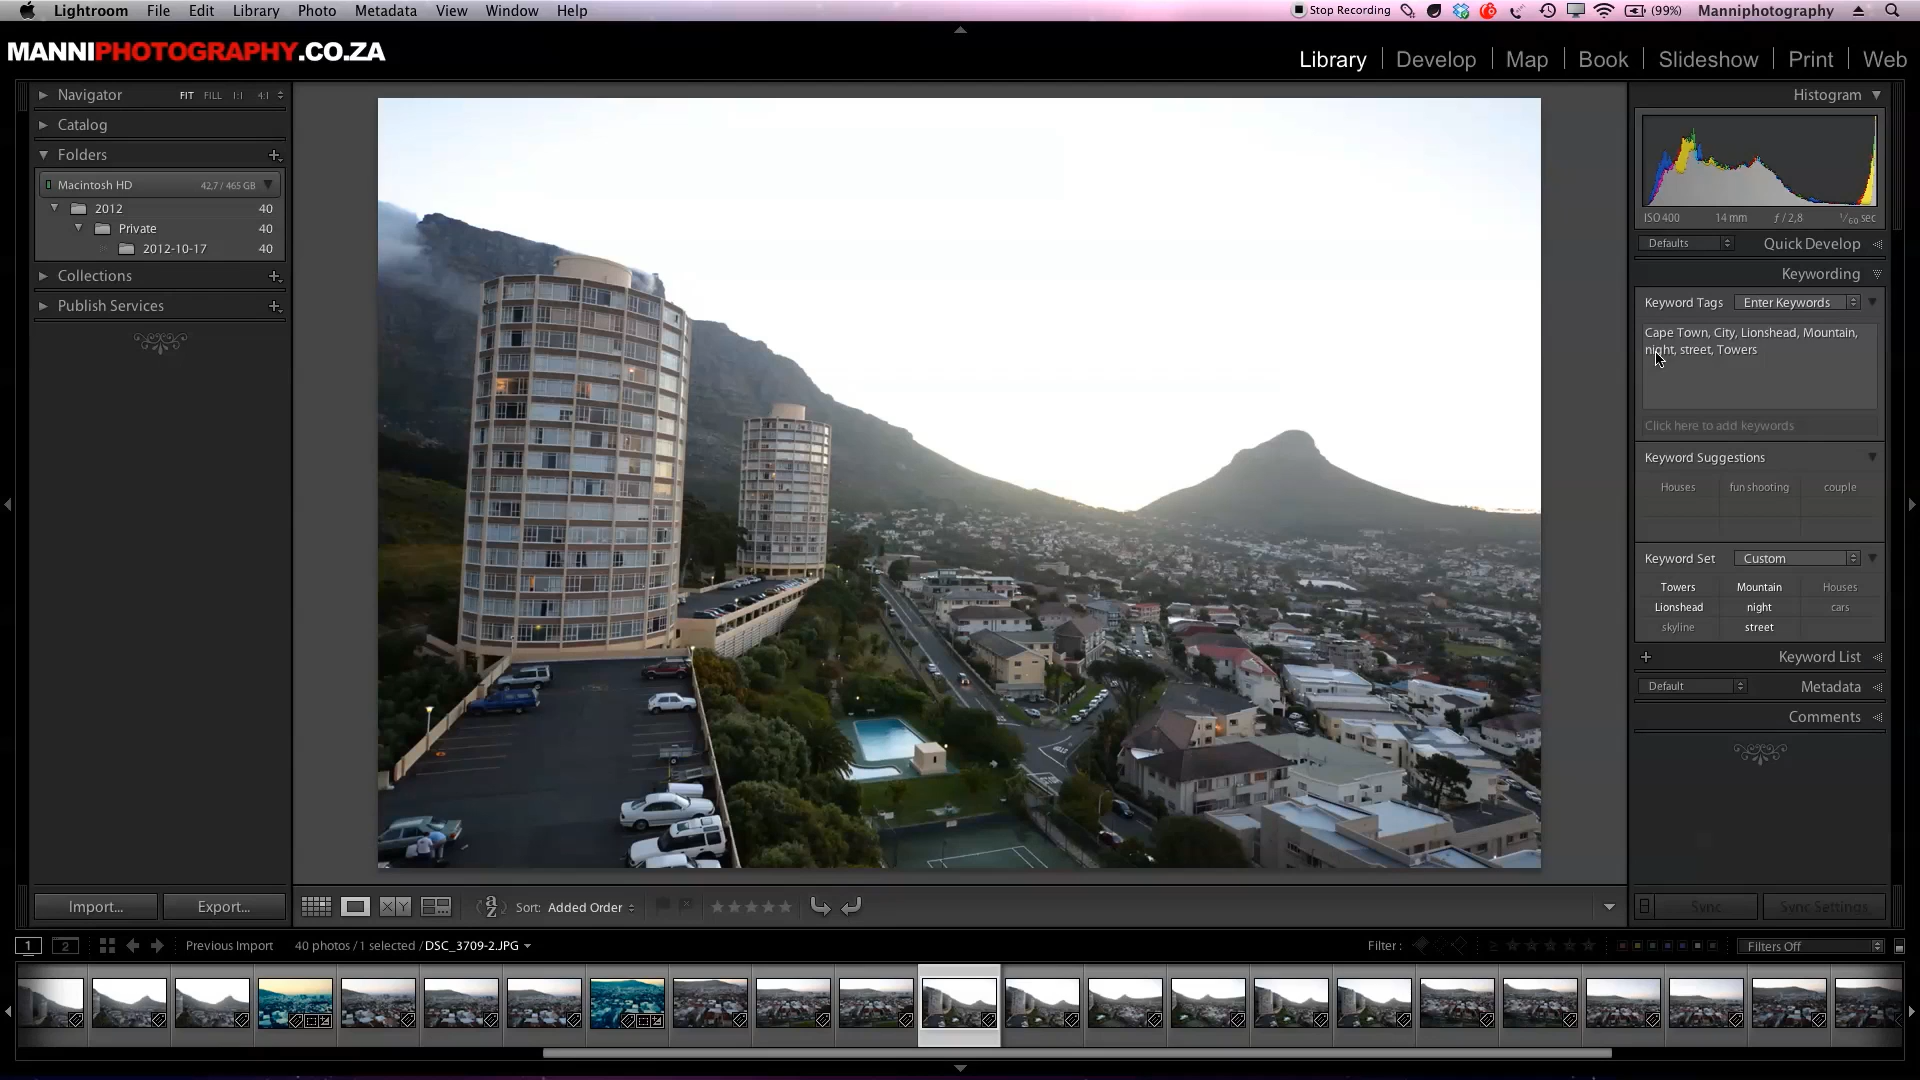 Lightroom File Edit Library Photo Metadata View Window Help Stop Recording (99%) Manniphotography
MANNIPHOTOGRAPHY.CO.ZA
Library Develop Map Book Slideshow Print Web
Navigator FIT FILL 1:1 4:1
Catalog
Folders
Macintosh HD 42,7 / 465 GB
2012 40
Private 40
2012-10-17 40
Collections
Publish Services
Import... Export...
Histogram
ISO 400 14 mm ƒ / 2,8 1/60 sec
Defaults Quick Develop
Keywording
Keyword Tags Enter Keywords
Cape Town, City, Lionshead, Mountain,
night, street, Towers
Click here to add keywords
Keyword Suggestions
Houses fun shooting couple
Keyword Set Custom
Towers Mountain Houses
Lionshead night cars
skyline street
Keyword List
Default Metadata
Comments
Sync Sync Settings
XY Sort: Added Order
1 2 Previous Import 40 photos / 1 selected / DSC_3709-2.JPG Filter : Filters Off